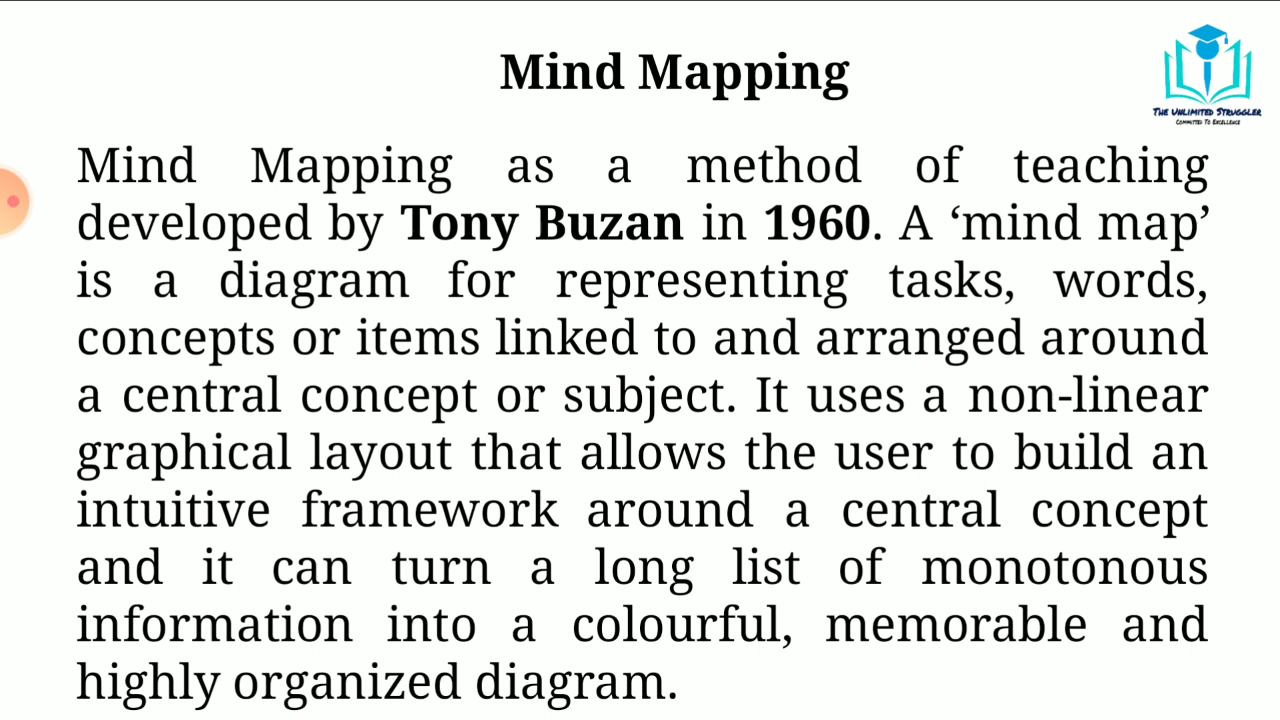 Mind Mapping
THE UNLIMITED STRUGGLER
COMMITTED TO EXCELLENCE
Mind Mapping as a method of teaching
developed by Tony Buzan in 1960. A ‘mind map’
is a diagram for representing tasks, words,
concepts or items linked to and arranged around
a central concept or subject. It uses a non-linear
graphical layout that allows the user to build an
intuitive framework around a central concept
and it can turn a long list of monotonous
information into a colourful, memorable and
highly organized diagram.